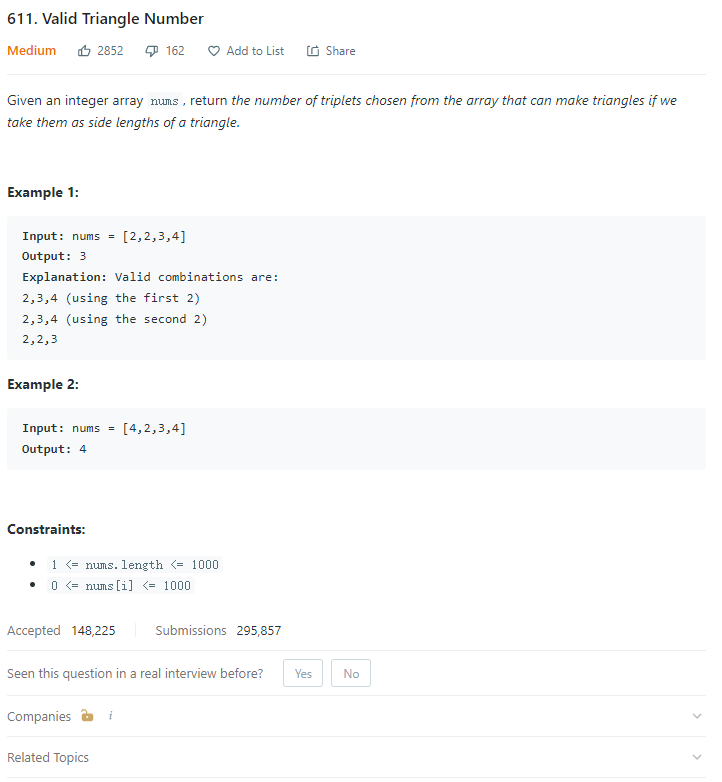 611. Valid Triangle Number
Medium 2852 162 Add to List Share
Given an integer array nums, return the number of triplets chosen from the array that can make triangles if we
take them as side lengths of a triangle.
Example 1:
Input: nums = [2,2,3,4]
Output: 3
Explanation: Valid combinations are:
2,3,4 (using the first 2)
2,3,4 (using the second 2)
2,2,3
Example 2:
Input: nums = [4,2,3,4]
Output: 4
Constraints:
1 <= nums.length <= 1000
0 <= nums[i] <= 1000
Accepted 148,225 Submissions 295,857
Seen this question in a real interview before? Yes No
Companies i
Related Topics